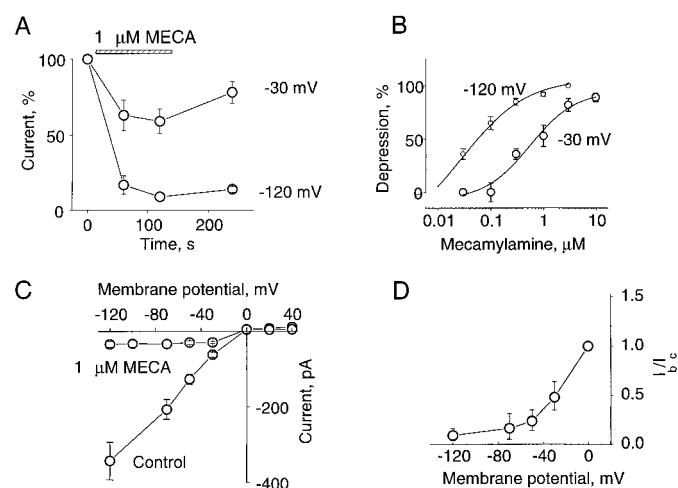 A
1 μM MECA
100
50
0
Current, %
-30 mV
-120 mV
0 100 200
Time, s
B
100
50
0
Depression, %
-120 mV
-30 mV
0.01 0.1 1 10
Mecamylamine, μM
C
Membrane potential, mV
-120 -80 -40 0 40
1 μM MECA
Control
-200
-400
Current, pA
D
1.5
1.0
0.5
0.0
I_b/I_c
-120 -80 -40 0
Membrane potential, mV